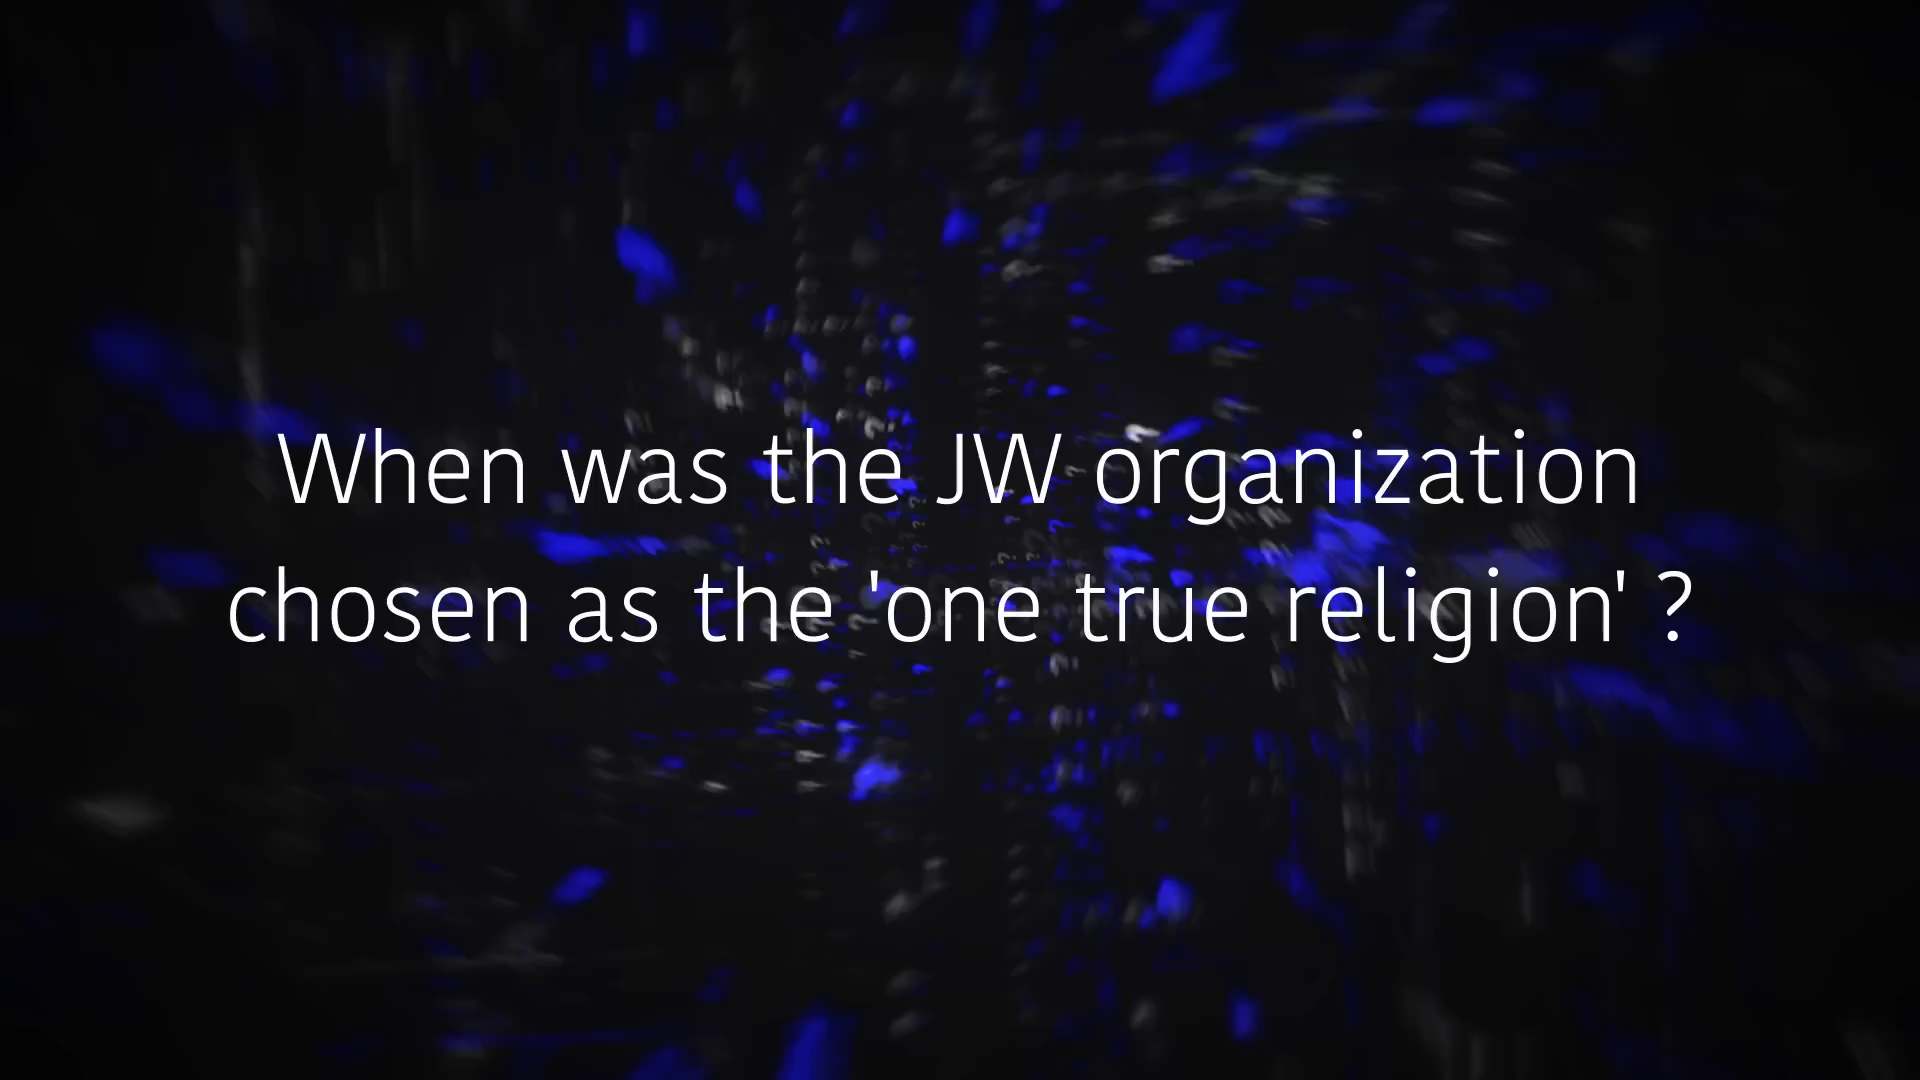 When was the JW organization
chosen as the 'one true religion' ?